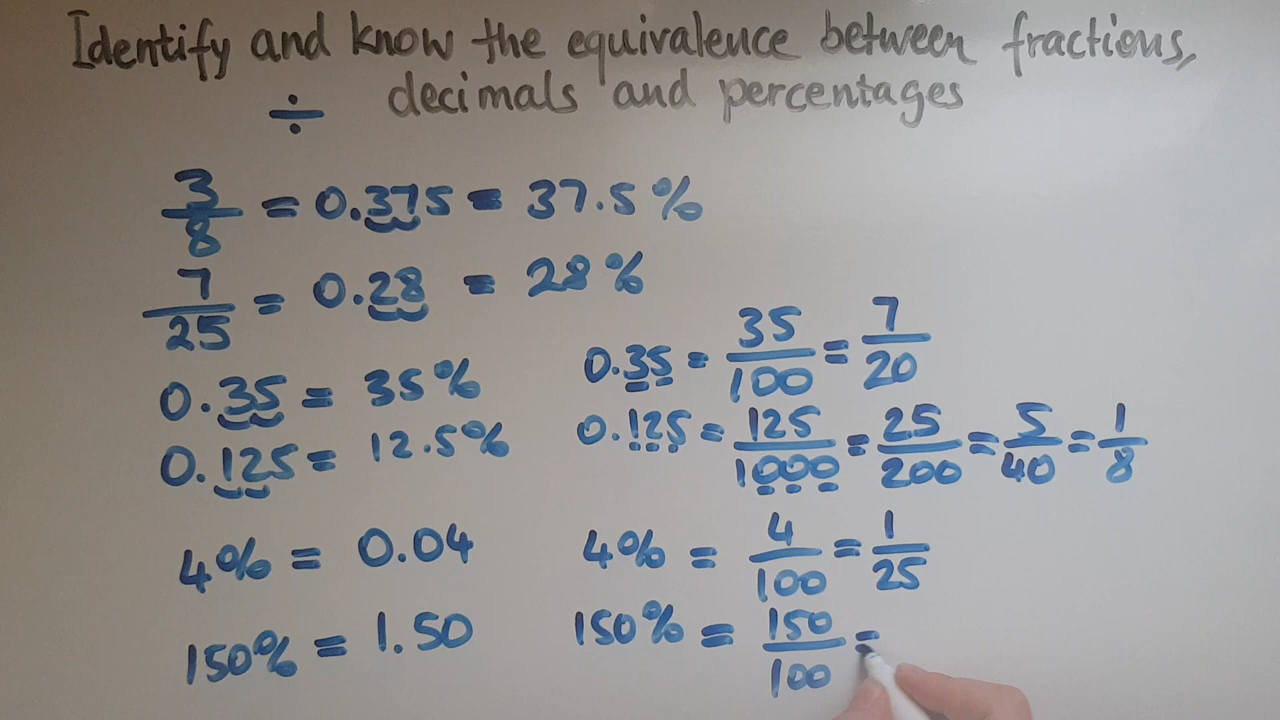 Identify and know the equivalence between fractions,
÷ decimals and percentages
3/8 = 0.375 = 37.5%
7/25 = 0.28 = 28%
0.35 = 35% 0.35 = 35/100 = 7/20
0.125 = 12.5% 0.125 = 125/1000 = 25/200 = 5/40 = 1/8
4% = 0.04 4% = 4/100 = 1/25
150% = 1.50 150% = 150/100 =